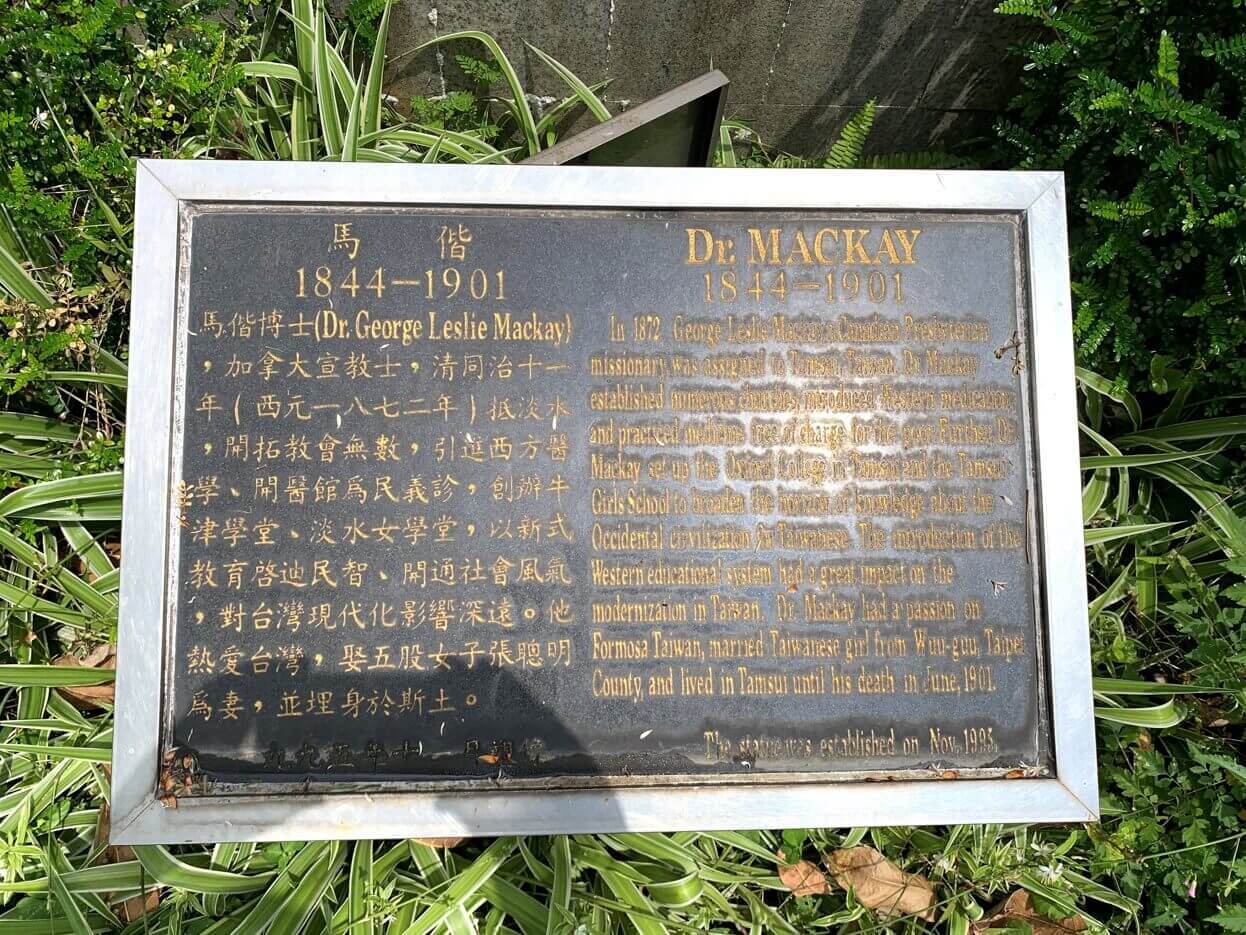 馬 偕
1844-1901
馬偕博士(Dr. George Leslie Mackay)
，加拿大宣教士，清同治十一
年(西元一八七二年)抵淡水
，開拓教會無數，引進西方醫
學、開醫館為民義診，創辦牛
津學堂、淡水女學堂，以新式
教育啓迪民智、開通社會風氣
，對台灣現代化影響深遠。他
熱愛台灣，娶五股女子張聰明
為妻，並埋身於斯土。
一九九五年十一月
Dr. MACKAY
1844-1901
In 1872 George Leslie Mackay a Canadian Presbyterian
missionary was assigned to Tamsui, Taiwan. Dr. Mackay
established numerous churches, introduced Western medication,
and practiced medicine free of charge for the poor. Further, Dr.
Mackay set up the Oxford College in Tamsui and the Tamsui
Girls School to broaden the horizon of knowledge about the
Occidental civilization for Taiwanese. The introduction of the
Western educational system had a great impact on the
modernization in Taiwan. Dr. Mackay had a passion on
Formosa Taiwan, married Taiwanese girl from Wuu-guu, Taipei
County, and lived in Tamsui until his death in June, 1901.
The statue was established on Nov. 1995.